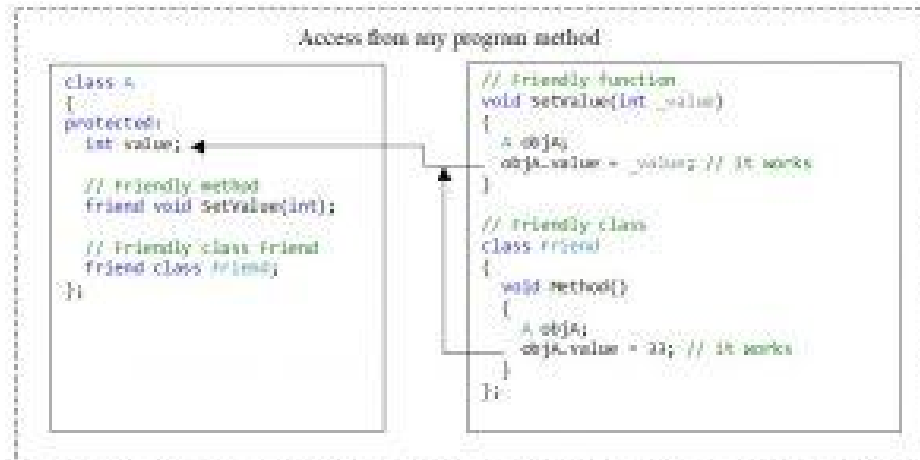 Access from any program method
class A
{
protected:
int value;
// Friendly method
friend void SetValue(int);
// Friendly class Friend
friend class Friend;
};
// Friendly function
void SetValue(int _value)
{
A objA;
objA.value = _value; // it works
}
// Friendly class
class Friend
{
void Method()
{
A objA;
objA.value = 33; // it works
}
};